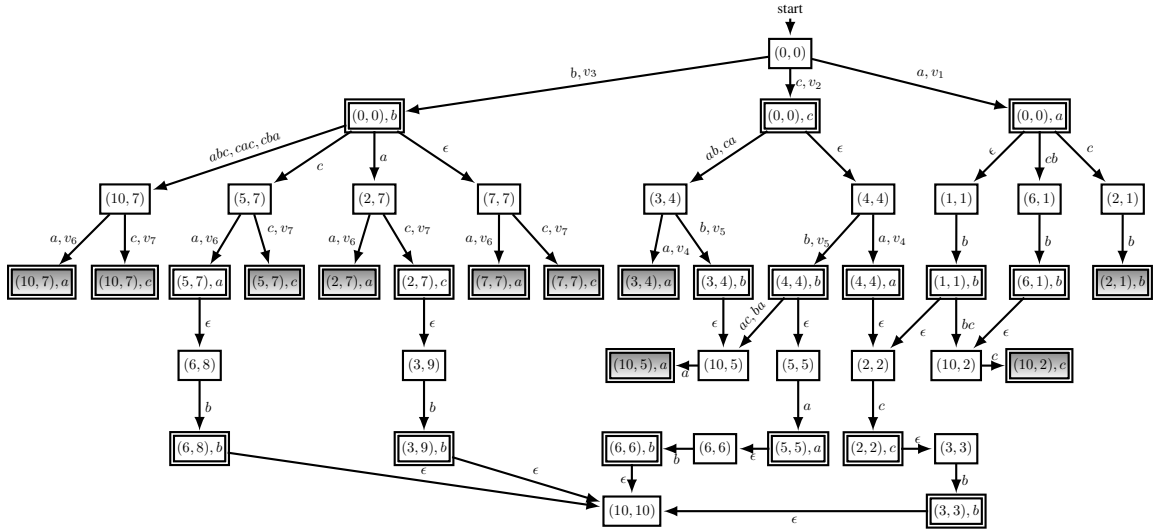 start
(0, 0)
b, v₃
c, v₂
a, v₁
(0, 0), b
(0, 0), c
(0, 0), a
abc, cac, cba
c
a
ϵ
ab, ca
ϵ
ϵ
cb
c
(10, 7)
(5, 7)
(2, 7)
(7, 7)
(3, 4)
(4, 4)
(1, 1)
(6, 1)
(2, 1)
a, v₆
c, v₇
a, v₆
c, v₇
a, v₆
c, v₇
a, v₆
c, v₇
a, v₄
b, v₅
b, v₅
a, v₄
b
b
b
(10, 7), a
(10, 7), c
(5, 7), a
(5, 7), c
(2, 7), a
(2, 7), c
(7, 7), a
(7, 7), c
(3, 4), a
(3, 4), b
(4, 4), b
(4, 4), a
(1, 1), b
(6, 1), b
(2, 1), b
ϵ
ϵ
ϵ
ac, ba
ϵ
ϵ
ϵ
bc
ϵ
(6, 8)
(3, 9)
(10, 5), a
a
(10, 5)
(5, 5)
(2, 2)
(10, 2)
c
(10, 2), c
b
b
a
c
(6, 8), b
(3, 9), b
(6, 6), b
b
(6, 6)
ϵ
(5, 5), a
(2, 2), c
ϵ
(3, 3)
ϵ
ϵ
ϵ
b
(10, 10)
ϵ
(3, 3), b